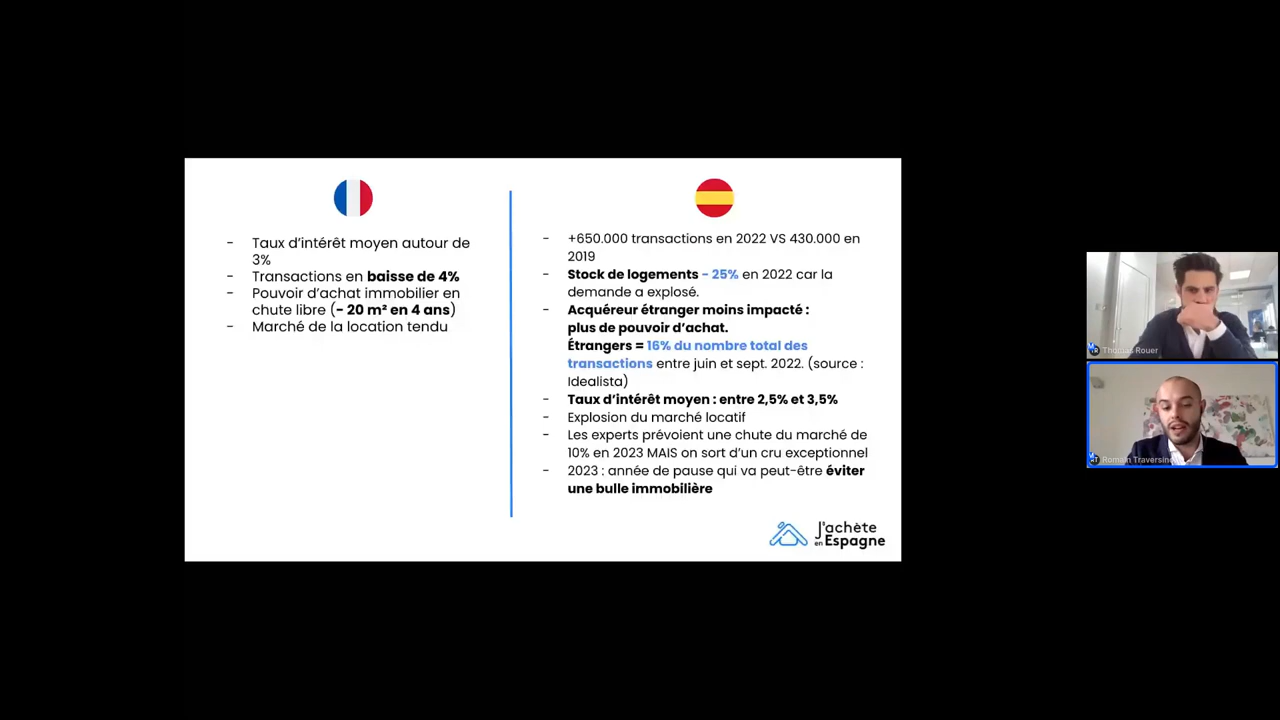 - Taux d'intérêt moyen autour de
3%
- Transactions en baisse de 4%
- Pouvoir d'achat immobilier en
chute libre (- 20 m² en 4 ans)
- Marché de la location tendu
- +650.000 transactions en 2022 VS 430.000 en
2019
- Stock de logements - 25% en 2022 car la
demande a explosé.
- Acquéreur étranger moins impacté :
plus de pouvoir d'achat.
Étrangers = 16% du nombre total des
transactions entre juin et sept. 2022. (source :
Idealista)
- Taux d'intérêt moyen : entre 2,5% et 3,5%
- Explosion du marché locatif
- Les experts prévoient une chute du marché de
10% en 2023 MAIS on sort d'un cru exceptionnel
- 2023 : année de pause qui va peut-être éviter
une bulle immobilière
J'achète
en Espagne
Thomas Rouer
Romain